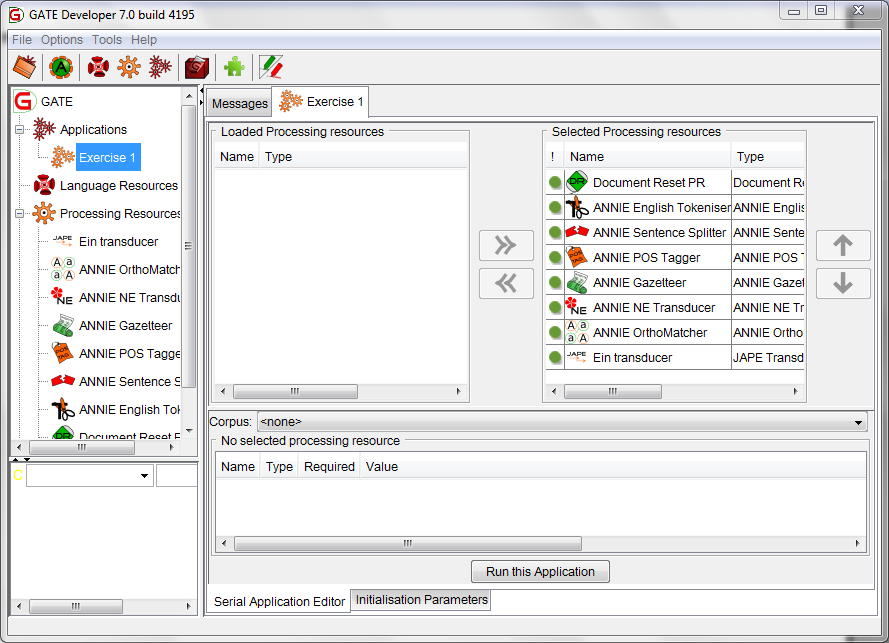 GATE Developer 7.0 build 4195
File Options Tools Help
GATE
Applications
Exercise 1
Language Resources
Processing Resources
Ein transducer
ANNIE OrthoMatch
ANNIE NE Transdu
ANNIE Gazetteer
ANNIE POS Tagge
ANNIE Sentence S
ANNIE English Tok
Document Reset P
C
Messages Exercise 1
Loaded Processing resources
Name Type
Selected Processing resources
! Name Type
Document Reset PR Document Re
ANNIE English Tokeniser ANNIE Englis
ANNIE Sentence Splitter ANNIE Sente
ANNIE POS Tagger ANNIE POS T
ANNIE Gazetteer ANNIE Gazet
ANNIE NE Transducer ANNIE NE Tr
ANNIE OrthoMatcher ANNIE Ortho
Ein transducer JAPE Transd
Corpus: <none>
No selected processing resource
Name Type Required Value
Run this Application
Serial Application Editor Initialisation Parameters